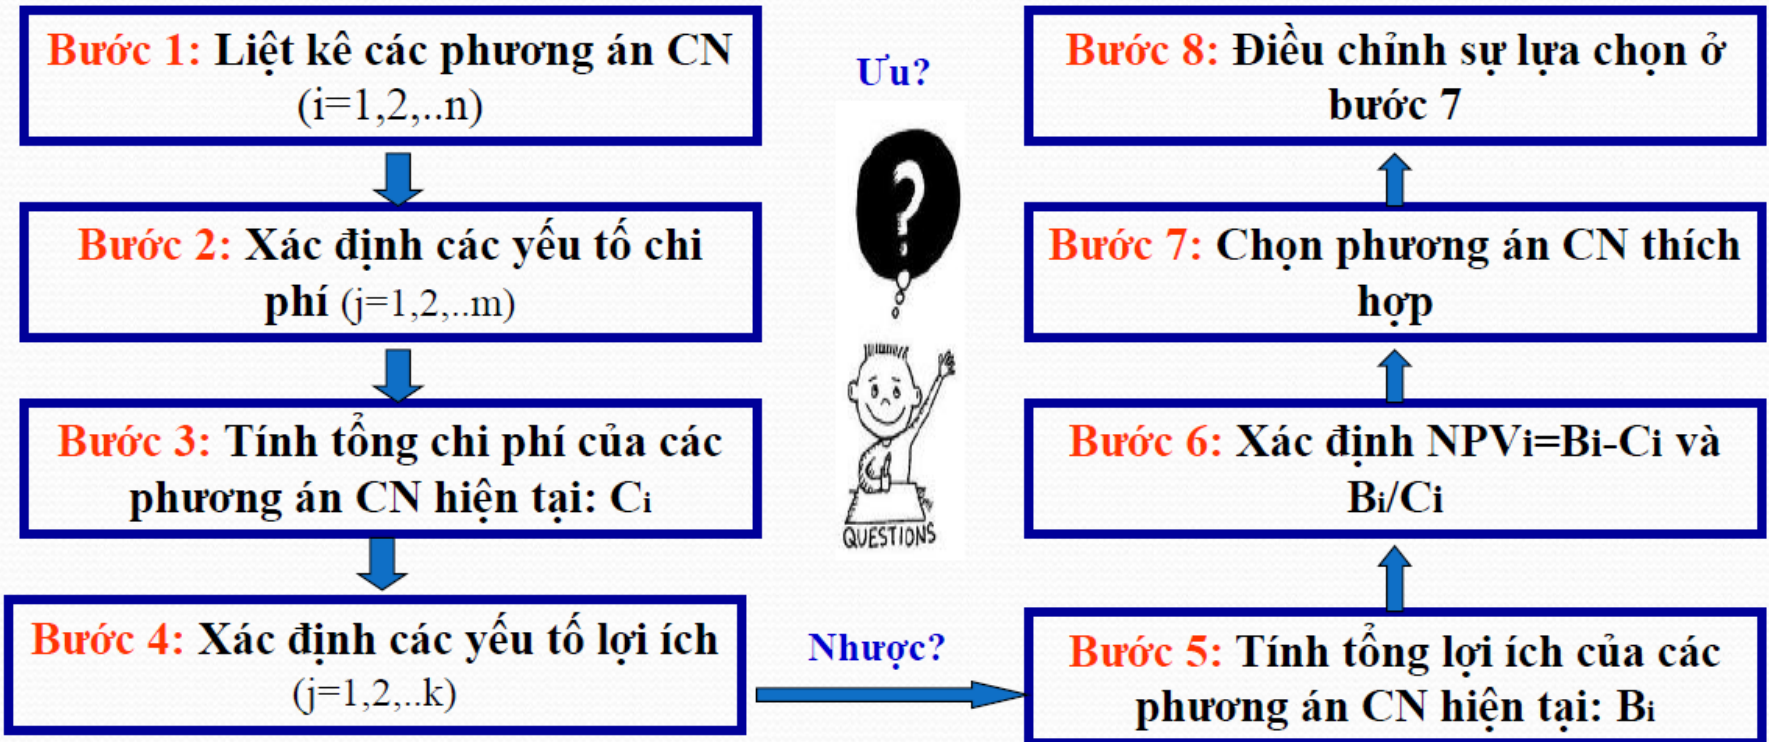 Bước 1: Liệt kê các phương án CN
(i=1,2,..n)
Bước 2: Xác định các yếu tố chi
phí (j=1,2,..m)
Bước 3: Tính tổng chi phí của các
phương án CN hiện tại: Ci
Bước 4: Xác định các yếu tố lợi ích
(j=1,2,..k)
Ưu?
QUESTIONS
Nhược?
Bước 8: Điều chỉnh sự lựa chọn ở
bước 7
Bước 7: Chọn phương án CN thích
hợp
Bước 6: Xác định NPVi=Bi-Ci và
Bi/Ci
Bước 5: Tính tổng lợi ích của các
phương án CN hiện tại: Bi